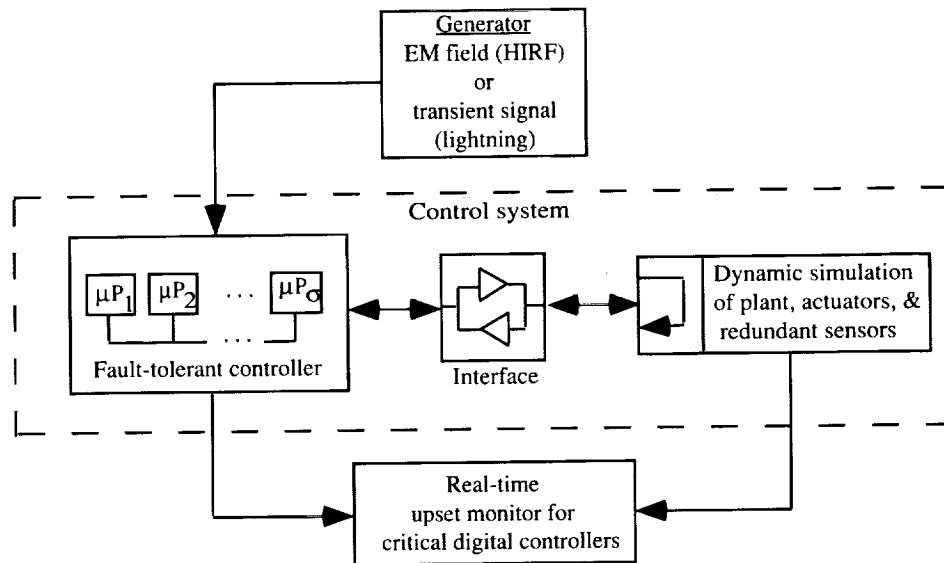 Generator
EM field (HIRF)
or
transient signal
(lightning)
Control system
μP1 μP2 ... μPσ
...
Fault-tolerant controller
Interface
Dynamic simulation
of plant, actuators, &
redundant sensors
Real-time
upset monitor for
critical digital controllers